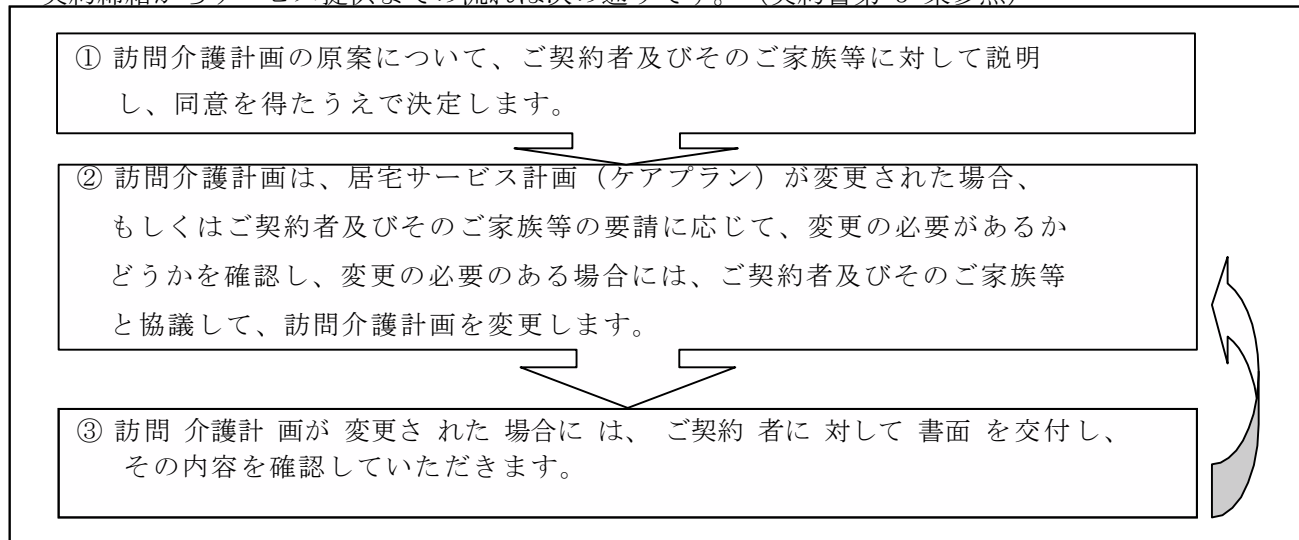 ① 訪問介護計画の原案について、ご契約者及びそのご家族等に対して説明
し、同意を得たうえで決定します。
② 訪問介護計画は、居宅サービス計画（ケアプラン）が変更された場合、
もしくはご契約者及びそのご家族等の要請に応じて、変更の必要があるか
どうかを確認し、変更の必要のある場合には、ご契約者及びそのご家族等
と協議して、訪問介護計画を変更します。
③ 訪問 介護計 画が 変更さ れた 場合に は、 ご契約 者に 対して 書面 を交付し、
その内容を確認していただきます。